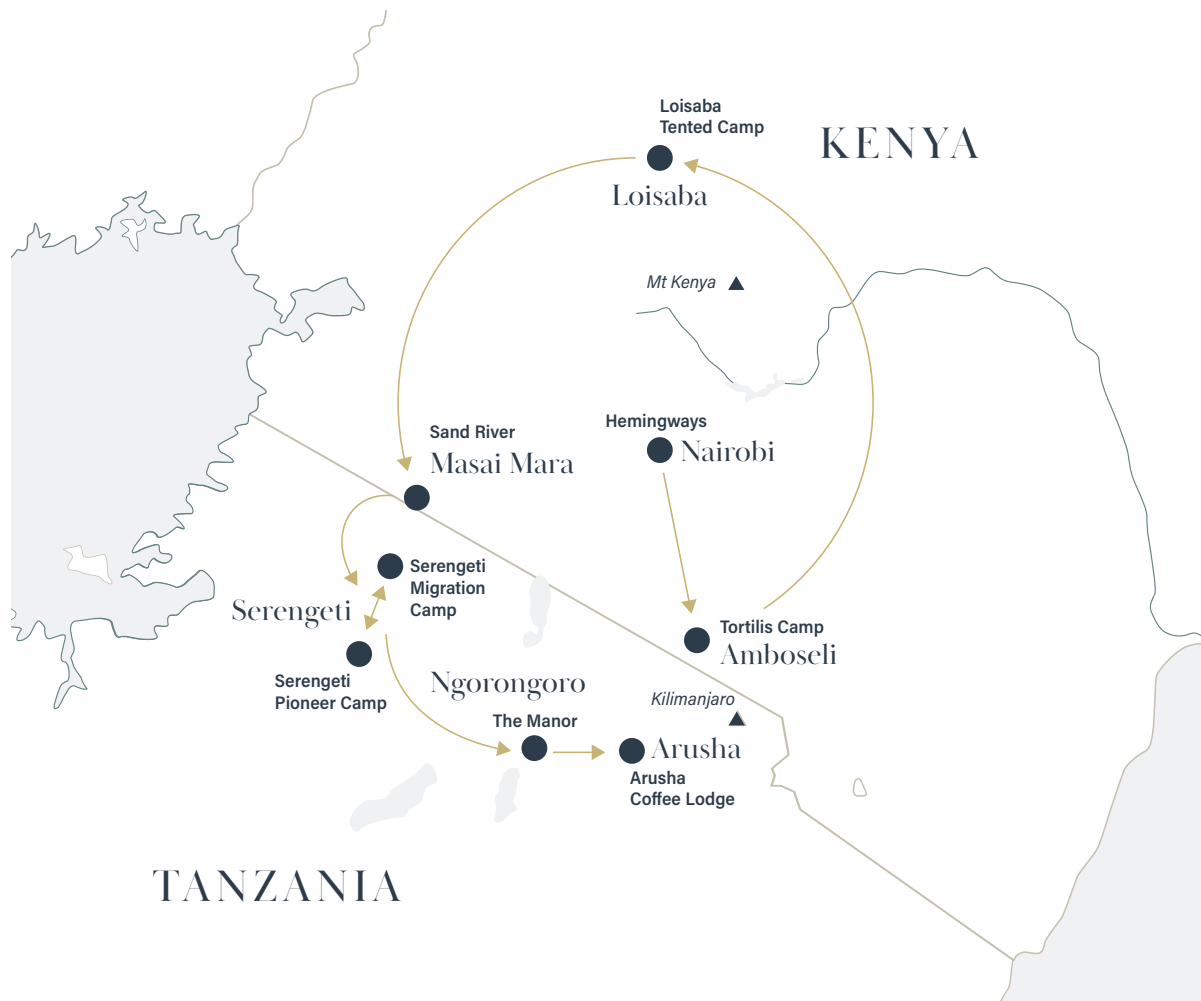 Loisaba
Tented Camp
KENYA
Loisaba
Mt Kenya
Hemingways
Nairobi
Sand River
Masai Mara
Serengeti
Migration
Camp
Serengeti
Tortilis Camp
Amboseli
Serengeti
Pioneer Camp
Ngorongoro
Kilimanjaro
The Manor
Arusha
Arusha
Coffee Lodge
TANZANIA